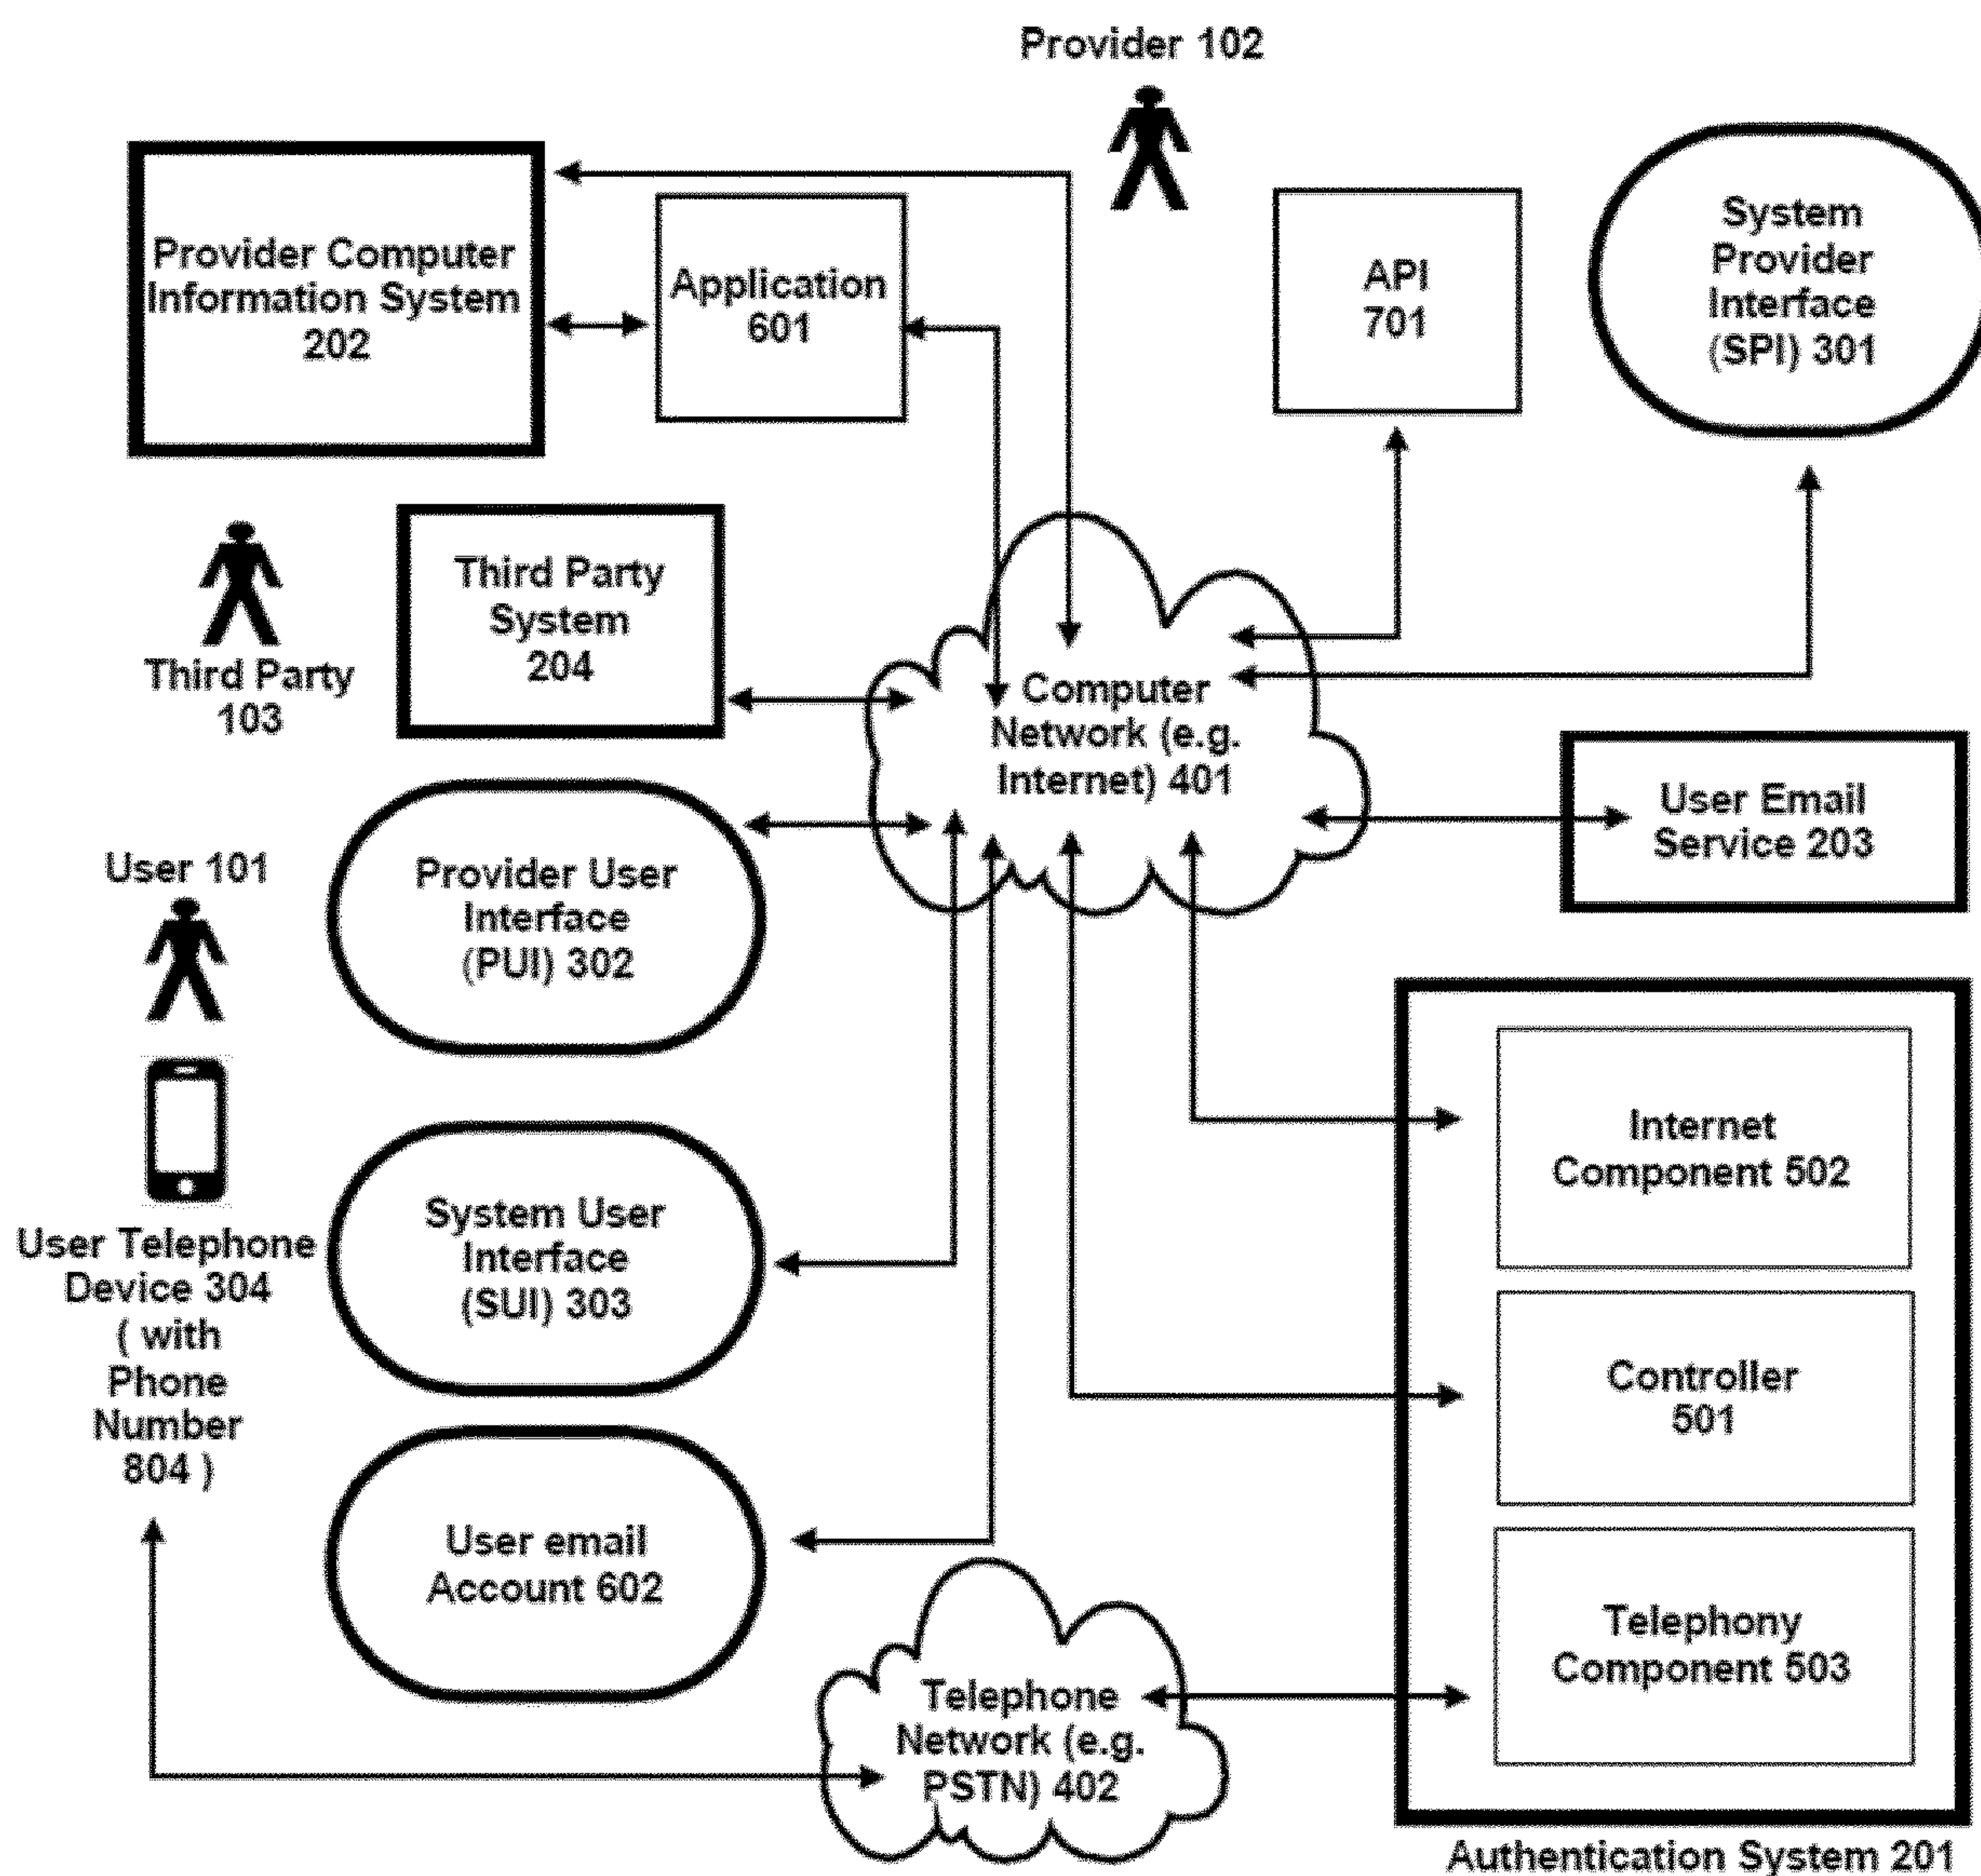 Provider 102
Provider Computer
Information System
202
Application
601
API
701
System
Provider
Interface
(SPI) 301
Third Party
103
Third Party
System
204
Computer
Network (e.g.
Internet) 401
User Email
Service 203
User 101
Provider User
Interface
(PUI) 302
User Telephone
Device 304
( with
Phone
Number
804 )
System User
Interface
(SUI) 303
User email
Account 602
Internet
Component 502
Controller
501
Telephony
Component 503
Telephone
Network (e.g.
PSTN) 402
Authentication System 201